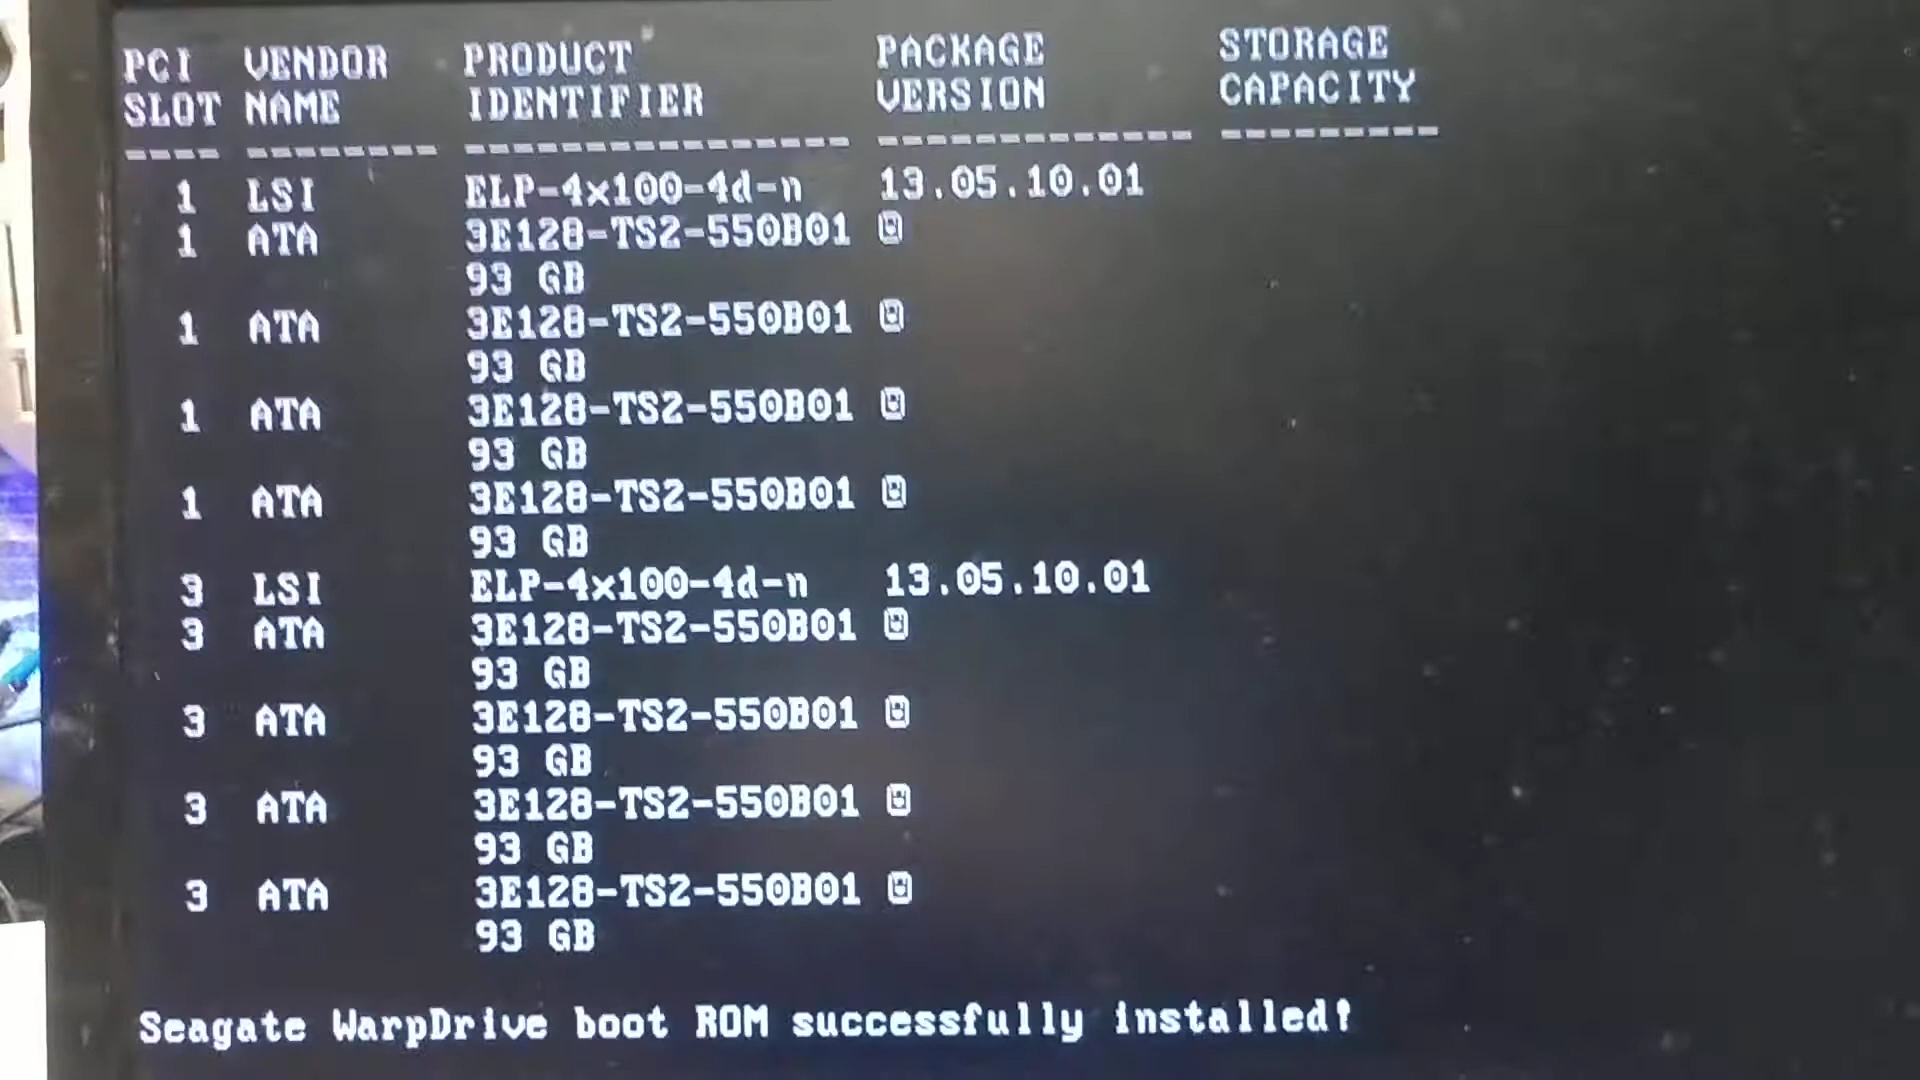 PCI VENDOR PRODUCT PACKAGE STORAGE
SLOT NAME IDENTIFIER VERSION CAPACITY
---- -------- ---------------- ------------- ---------
1 LSI ELP-4x100-4d-n 13.05.10.01
1 ATA 3E128-TS2-550B01
93 GB
1 ATA 3E128-TS2-550B01
93 GB
1 ATA 3E128-TS2-550B01
93 GB
1 ATA 3E128-TS2-550B01
93 GB
3 LSI ELP-4x100-4d-n 13.05.10.01
3 ATA 3E128-TS2-550B01
93 GB
3 ATA 3E128-TS2-550B01
93 GB
3 ATA 3E128-TS2-550B01
93 GB
3 ATA 3E128-TS2-550B01
93 GB
Seagate WarpDrive boot ROM successfully installed!